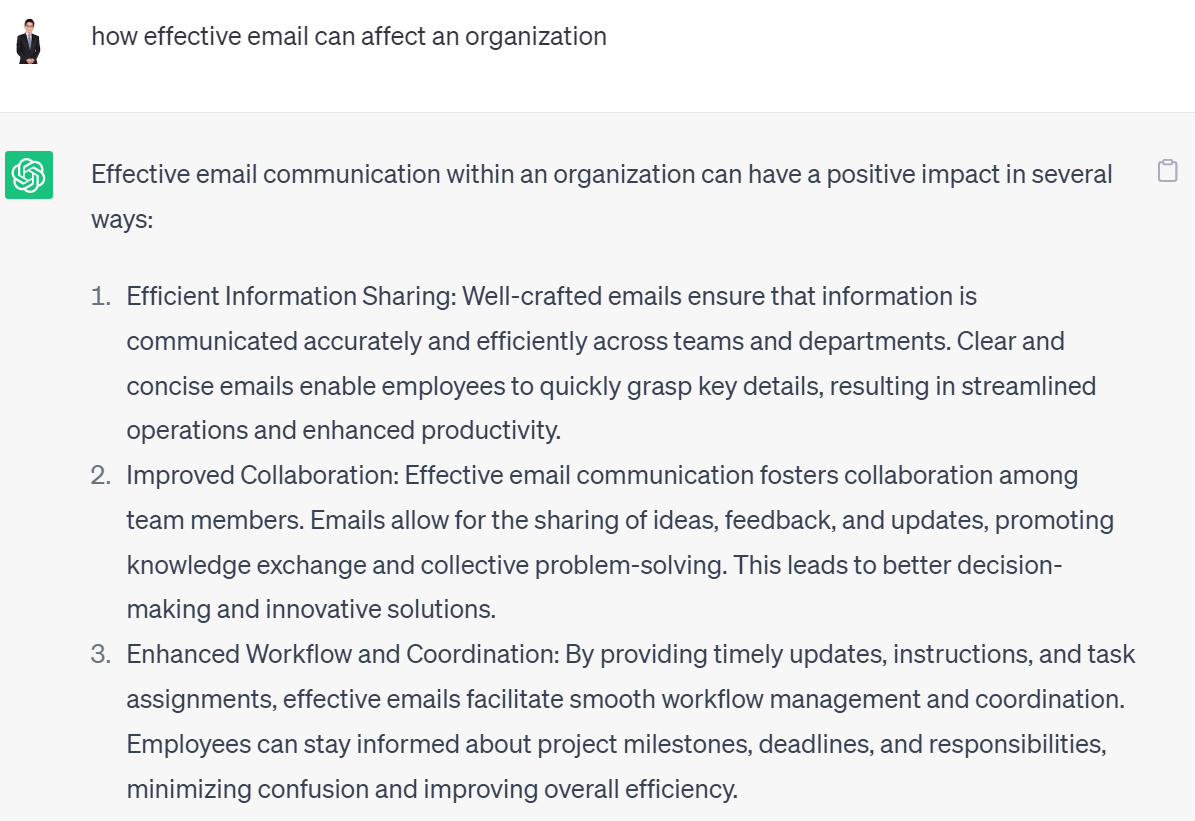 how effective email can affect an organization
Effective email communication within an organization can have a positive impact in several
ways:
1. Efficient Information Sharing: Well-crafted emails ensure that information is
communicated accurately and efficiently across teams and departments. Clear and
concise emails enable employees to quickly grasp key details, resulting in streamlined
operations and enhanced productivity.
2. Improved Collaboration: Effective email communication fosters collaboration among
team members. Emails allow for the sharing of ideas, feedback, and updates, promoting
knowledge exchange and collective problem-solving. This leads to better decision-
making and innovative solutions.
3. Enhanced Workflow and Coordination: By providing timely updates, instructions, and task
assignments, effective emails facilitate smooth workflow management and coordination.
Employees can stay informed about project milestones, deadlines, and responsibilities,
minimizing confusion and improving overall efficiency.